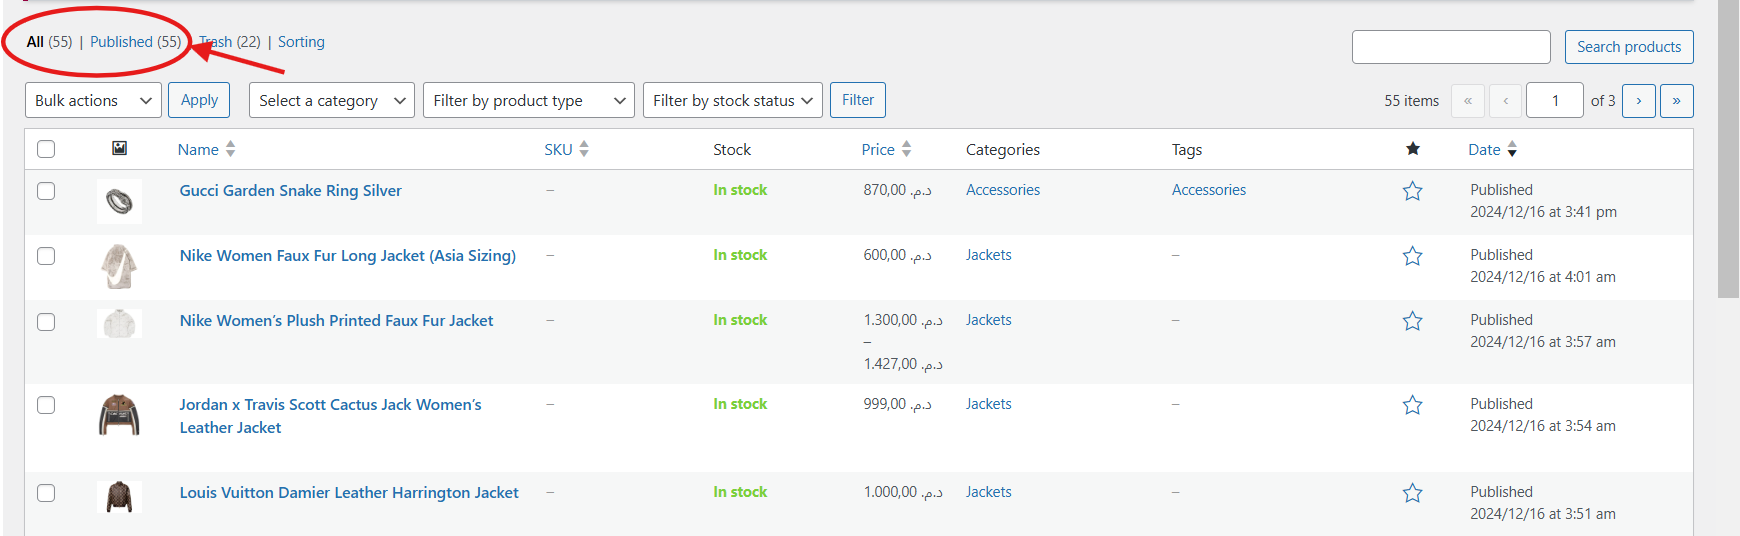 All (55) | Published (55) | Trash (22) | Sorting
Search products
Bulk actions Apply Select a category Filter by product type Filter by stock status Filter 55 items « ‹ 1 of 3 › »
Name SKU Stock Price Categories Tags Date
Gucci Garden Snake Ring Silver – In stock 870,00 د.م. Accessories Accessories Published
2024/12/16 at 3:41 pm
Nike Women Faux Fur Long Jacket (Asia Sizing) – In stock 600,00 د.م. Jackets – Published
2024/12/16 at 4:01 am
Nike Women’s Plush Printed Faux Fur Jacket – In stock 1.300,00 د.م. Jackets – Published
– 2024/12/16 at 3:57 am
1.427,00 د.م.
Jordan x Travis Scott Cactus Jack Women’s – In stock 999,00 د.م. Jackets – Published
Leather Jacket 2024/12/16 at 3:54 am
Louis Vuitton Damier Leather Harrington Jacket – In stock 1.000,00 د.م. Jackets – Published
2024/12/16 at 3:51 am